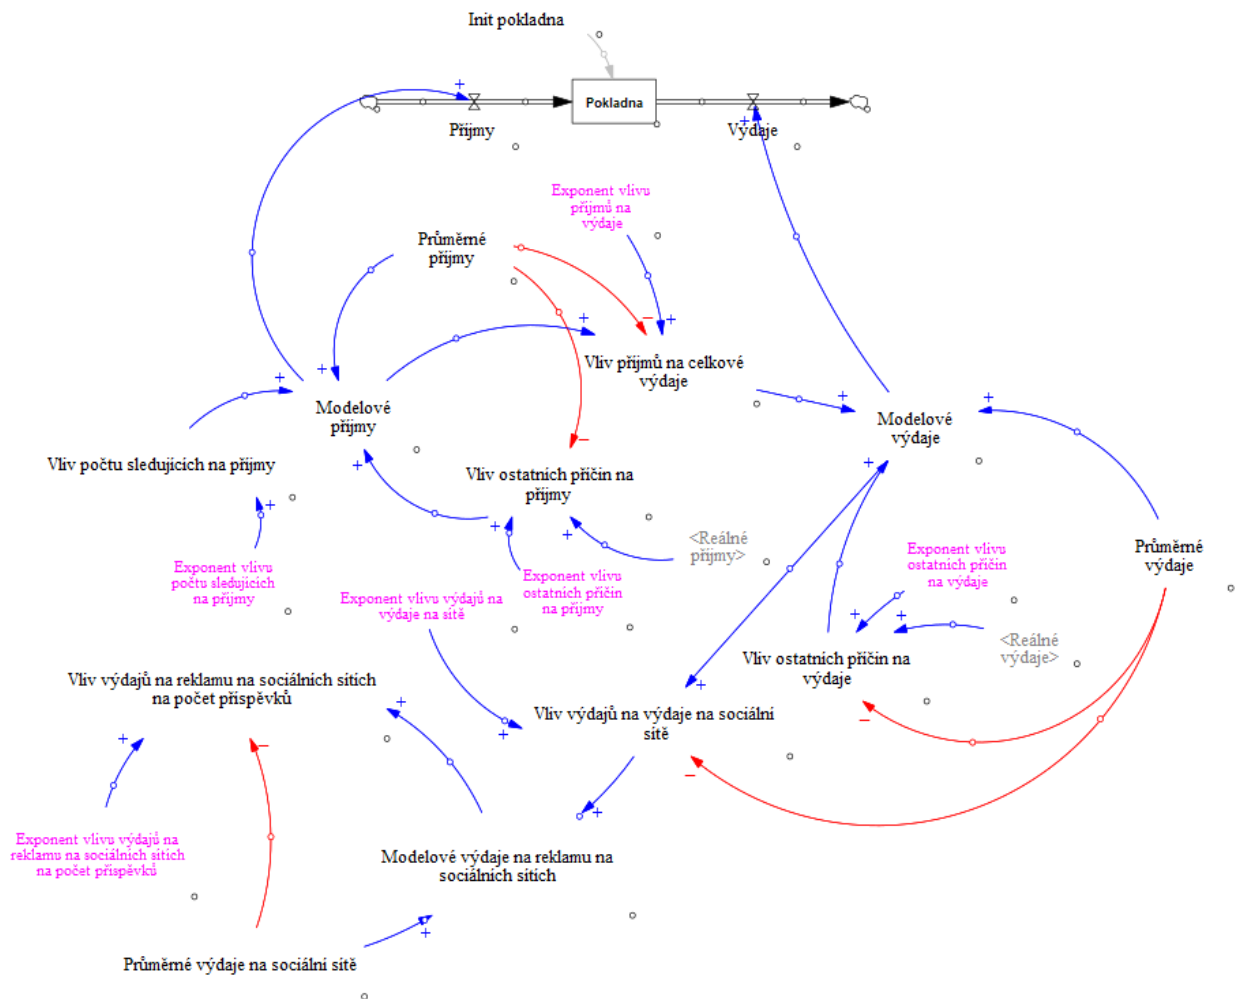 Init pokladna
Pokladna
Příjmy
Výdaje
Exponent vlivu
příjmů na
výdaje
Průměrné
příjmy
Vliv příjmů na celkové
výdaje
Modelové
příjmy
Modelové
výdaje
Vliv počtu sledujících na příjmy
Vliv ostatních příčin na
příjmy
<Reálné
příjmy>
Exponent vlivu
počtu sledujících
na příjmy
Exponent vlivu
ostatních příčin
na příjmy
Exponent vlivu
ostatních příčin
na výdaje
Průměrné
výdaje
Exponent vlivu výdajů na
výdaje na sítě
<Reálné
výdaje>
Vliv ostatních příčin na
výdaje
Vliv výdajů na reklamu na sociálních sítích
na počet příspěvků
Vliv výdajů na výdaje na sociální
sítě
Exponent vlivu výdajů na
reklamu na sociálních sítích
na počet příspěvků
Modelové výdaje na reklamu na
sociálních sítích
Průměrné výdaje na sociální sítě